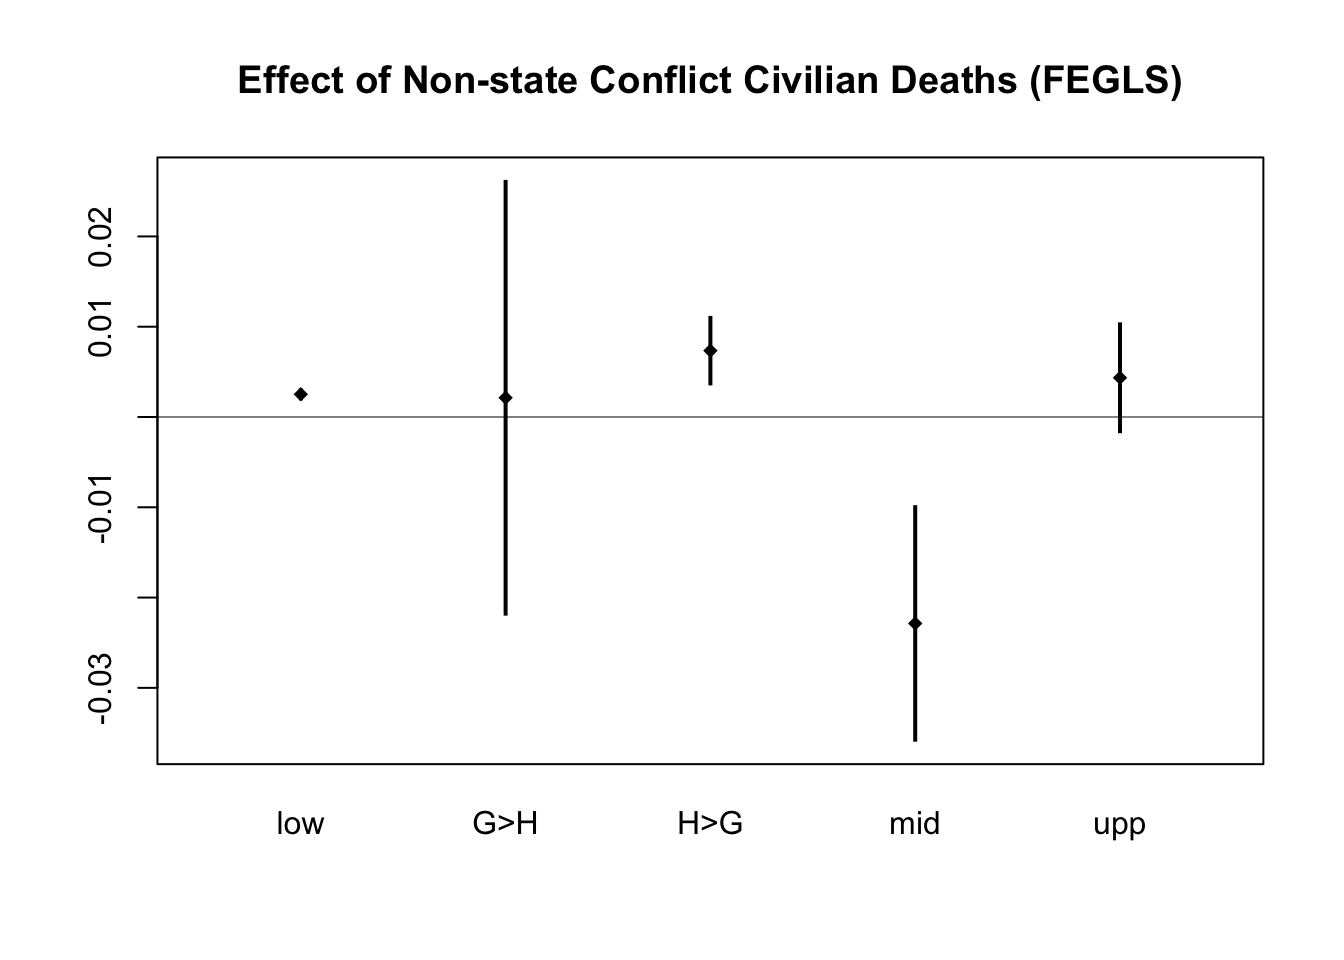 Effect of Non-state Conflict Civilian Deaths (FEGLS)
0.02
0.01
-0.01
-0.03
low G>H H>G mid upp